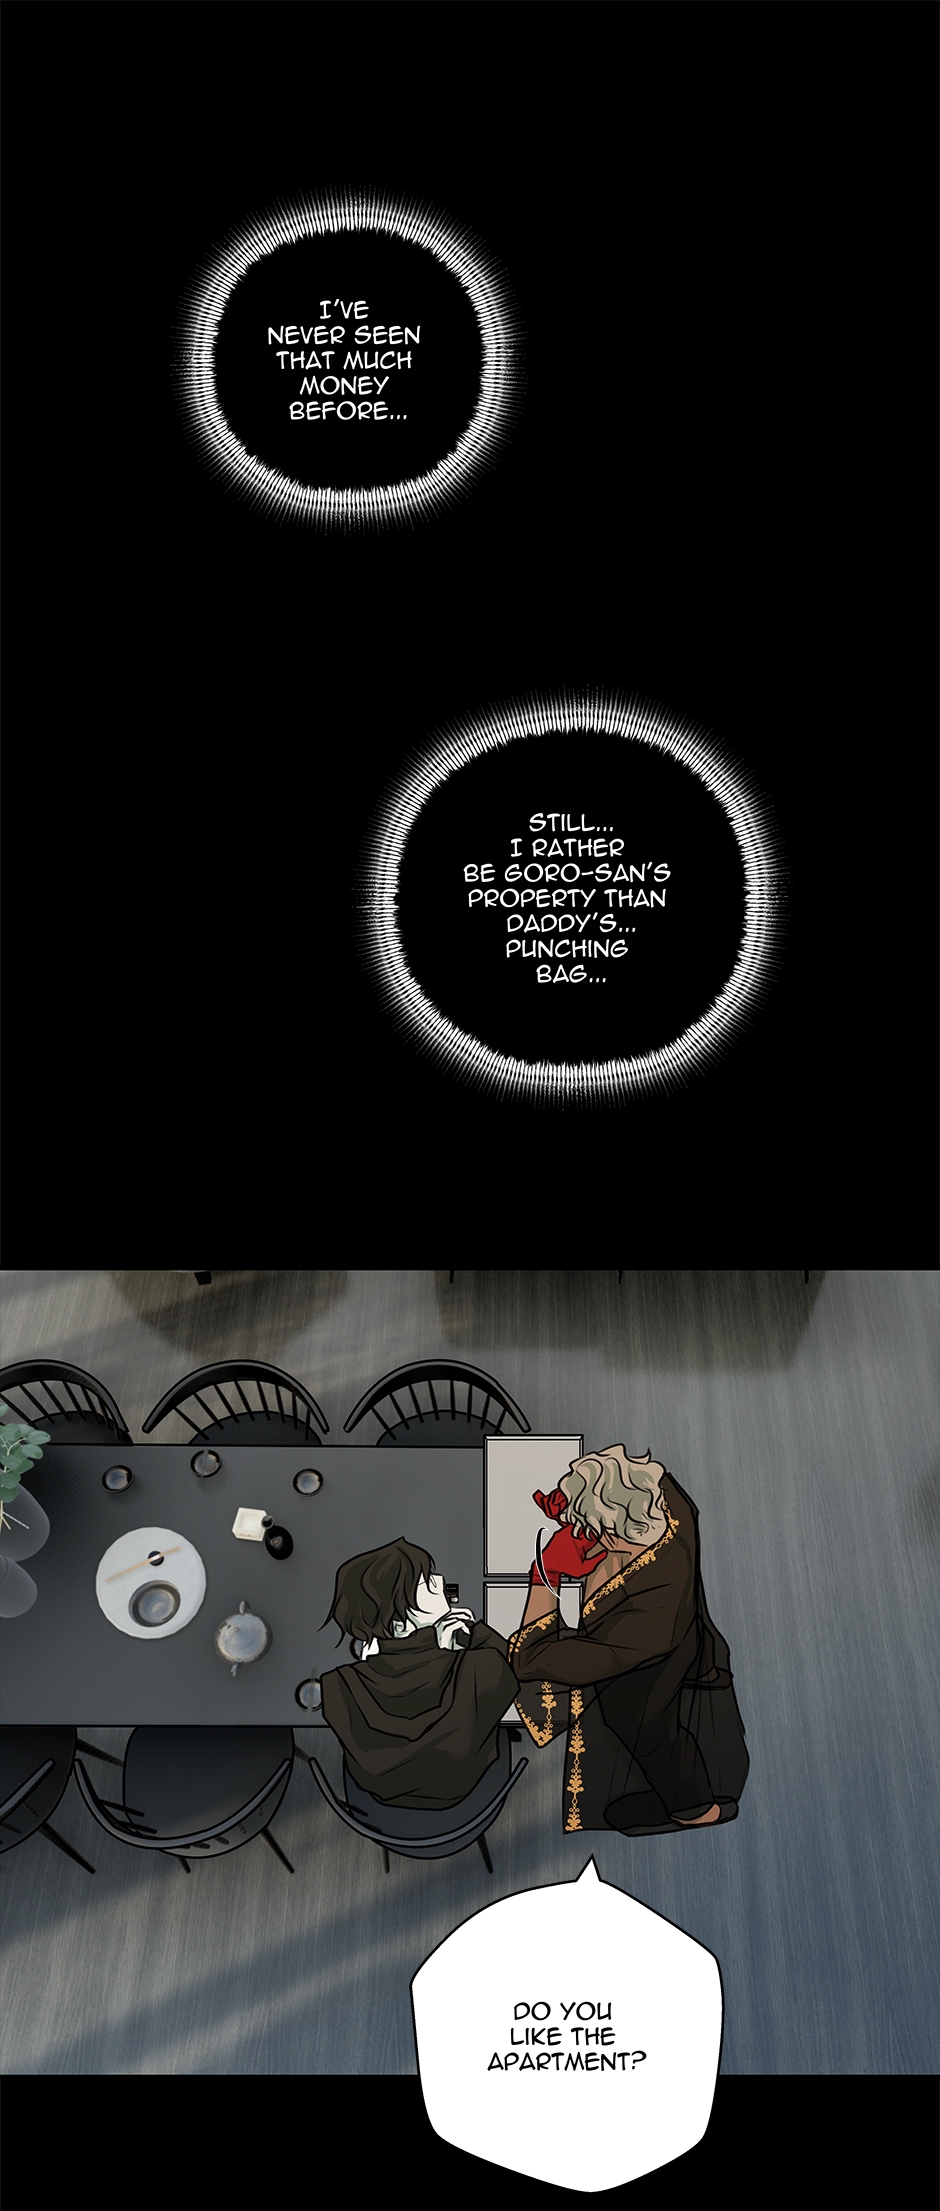 I'VE
NEVER SEEN
THAT MUCH
MONEY
BEFORE...
STILL...
I RATHER
BE GORO-SAN'S
PROPERTY THAN
DADDY'S...
PUNCHING
BAG...
DO YOU
LIKE THE
APARTMENT?